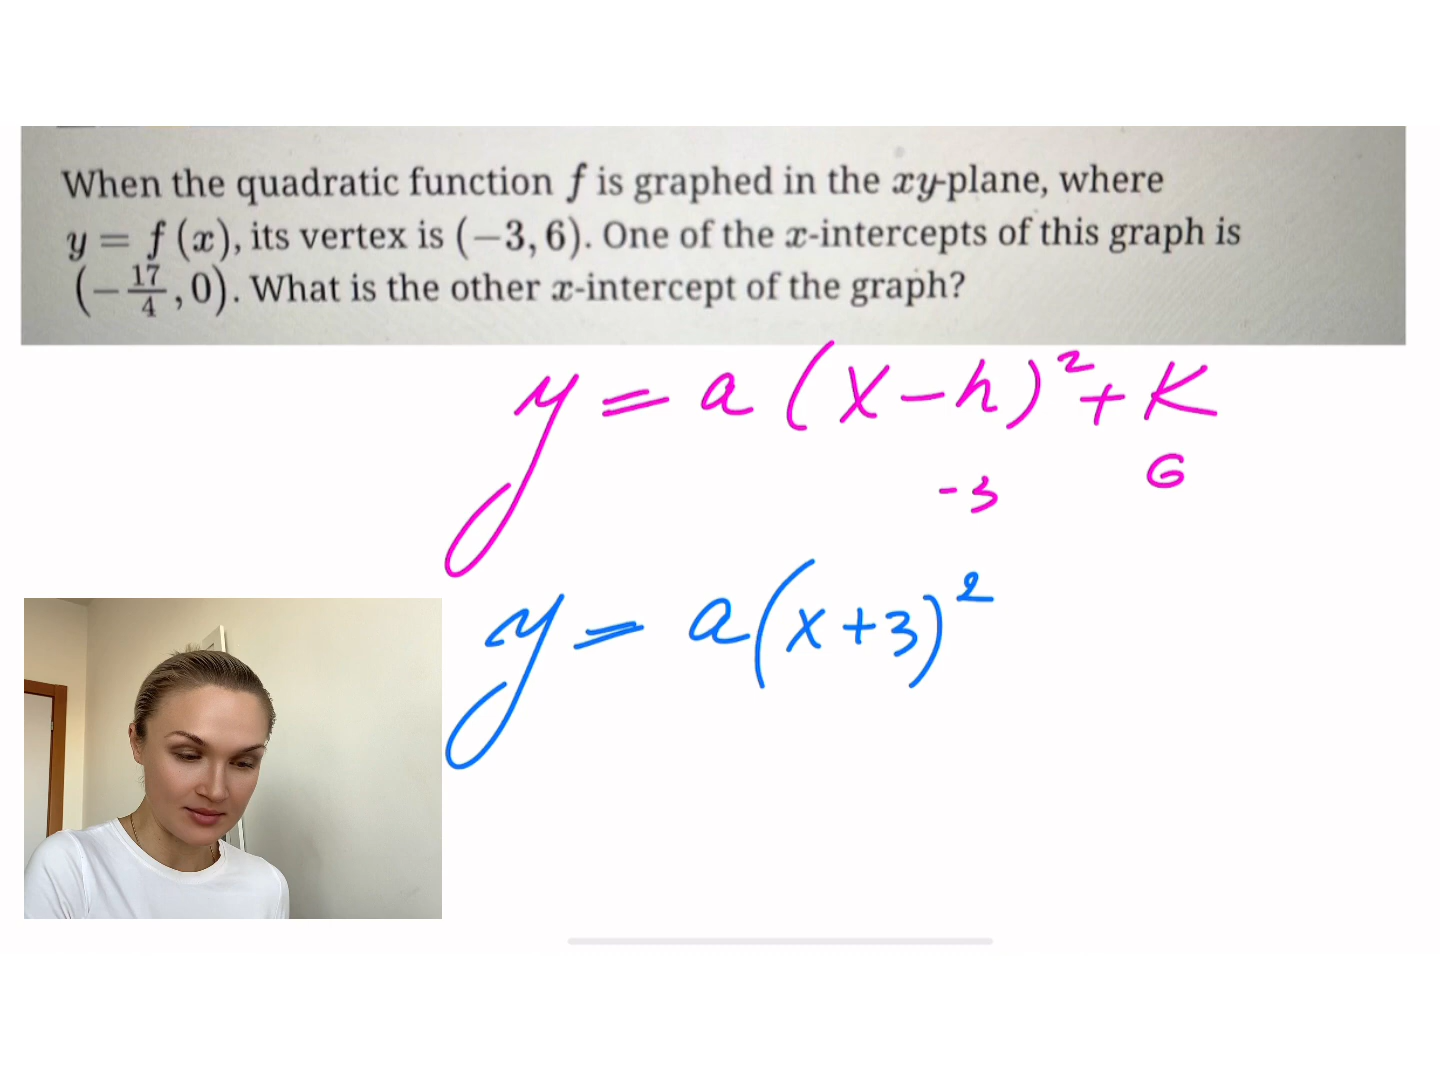 When the quadratic function f is graphed in the xy-plane, where
y = f (x), its vertex is (−3, 6). One of the x-intercepts of this graph is
(−17/4, 0). What is the other x-intercept of the graph?
y = a (x-h)² + K
-3 6
y = a(x+3)²